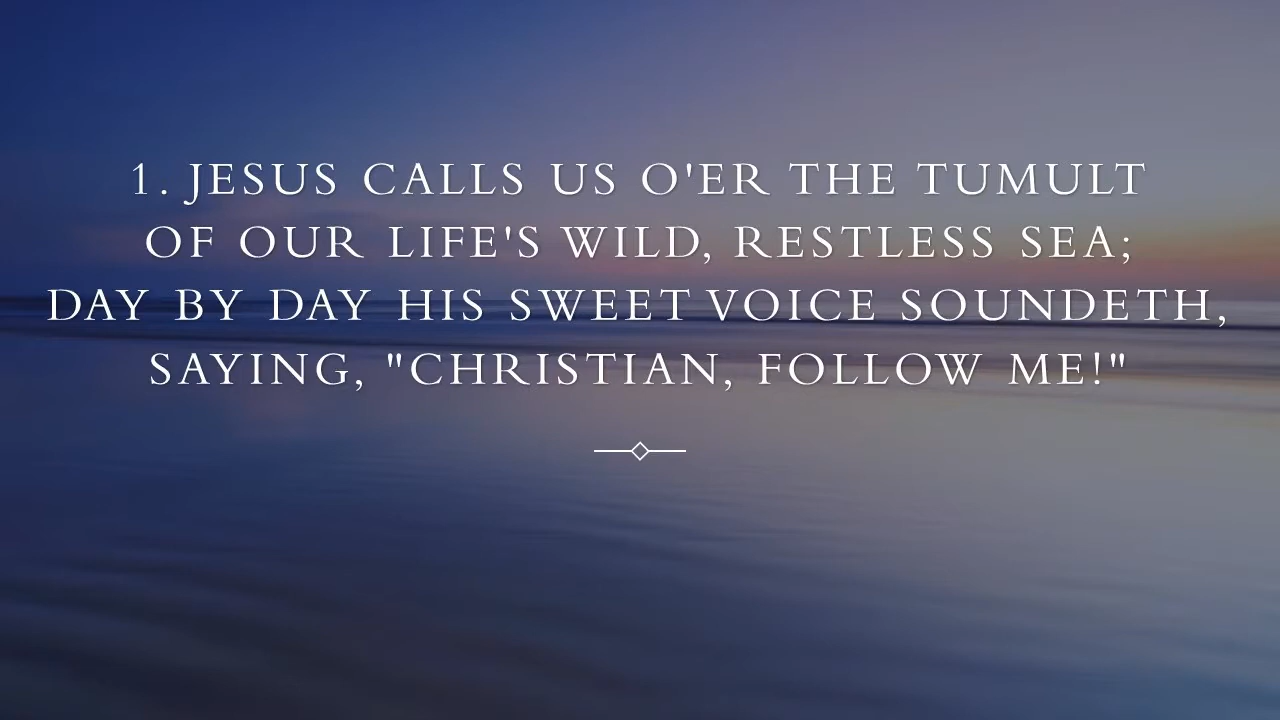 1. JESUS CALLS US O'ER THE TUMULT
OF OUR LIFE'S WILD, RESTLESS SEA;
DAY BY DAY HIS SWEET VOICE SOUNDETH,
SAYING, "CHRISTIAN, FOLLOW ME!"